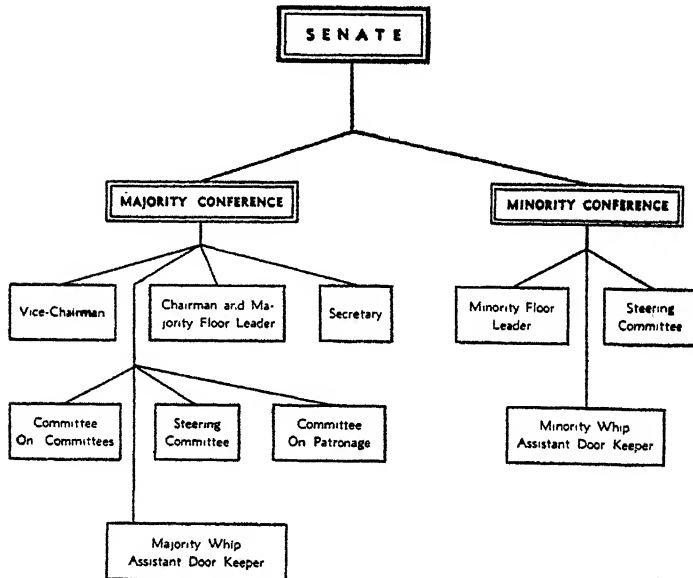 SENATE
MAJORITY CONFERENCE
MINORITY CONFERENCE
Vice-Chairman
Chairman and Ma-
jority Floor Leader
Secretary
Minority Floor
Leader
Steering
Committee
Committee
On Committees
Steering
Committee
Committee
On Patronage
Minority Whip
Assistant Door Keeper
Majority Whip
Assistant Door Keeper